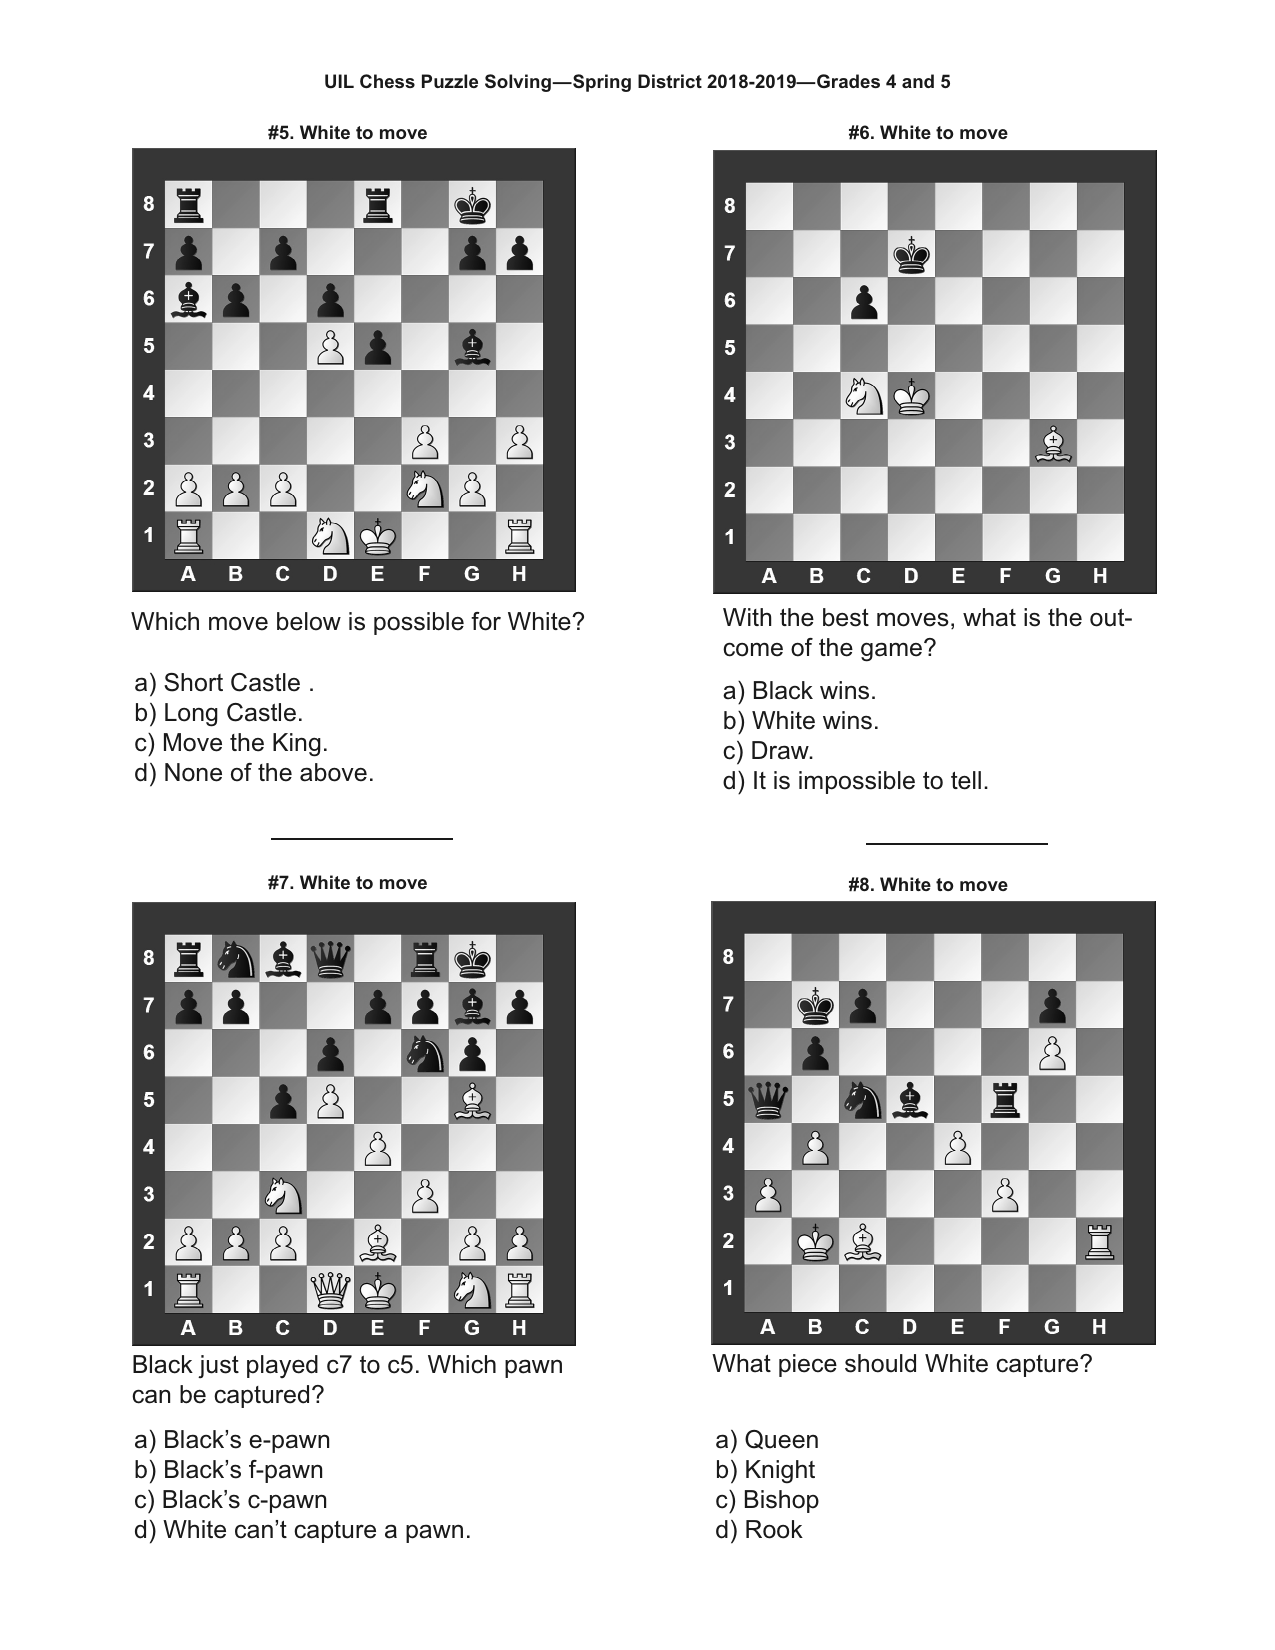 UIL Chess Puzzle Solving—Spring District 2018-2019—Grades 4 and 5
#5. White to move
8
7
6
5
4
3
2
1
A B C D E F G H
Which move below is possible for White?
a) Short Castle .
b) Long Castle.
c) Move the King.
d) None of the above.
#6. White to move
8
7
6
5
4
3
2
1
A B C D E F G H
With the best moves, what is the out-
come of the game?
a) Black wins.
b) White wins.
c) Draw.
d) It is impossible to tell.
#7. White to move
8
7
6
5
4
3
2
1
A B C D E F G H
Black just played c7 to c5. Which pawn
can be captured?
a) Black’s e-pawn
b) Black’s f-pawn
c) Black’s c-pawn
d) White can’t capture a pawn.
#8. White to move
8
7
6
5
4
3
2
1
A B C D E F G H
What piece should White capture?
a) Queen
b) Knight
c) Bishop
d) Rook